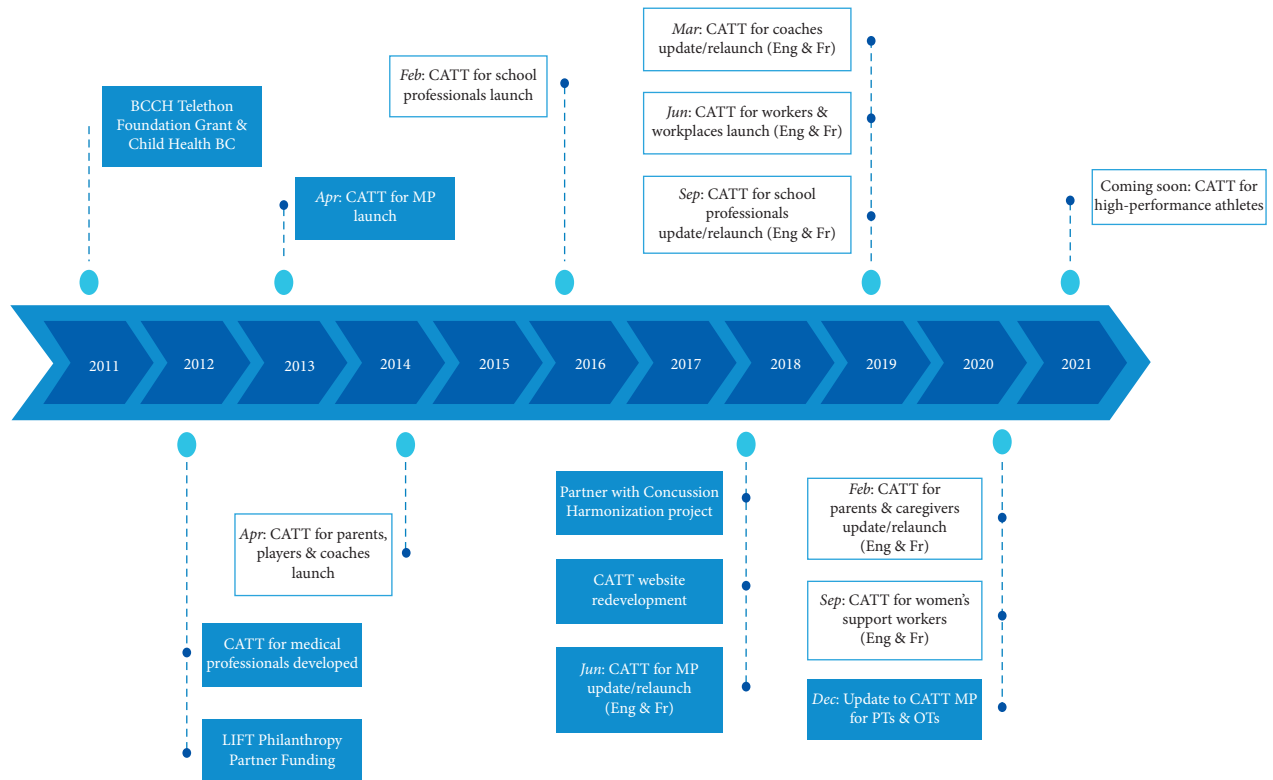 BCCH Telethon
Foundation Grant &
Child Health BC
Apr: CATT for MP
launch
Feb: CATT for school
professionals launch
Mar: CATT for coaches
update/relaunch (Eng & Fr)
Jun: CATT for workers &
workplaces launch (Eng & Fr)
Sep: CATT for school
professionals
update/relaunch (Eng & Fr)
Coming soon: CATT for
high-performance athletes
2011
2012
2013
2014
2015
2016
2017
2018
2019
2020
2021
CATT for medical
professionals developed
LIFT Philanthropy
Partner Funding
Apr: CATT for parents,
players & coaches
launch
Partner with Concussion
Harmonization project
CATT website
redevelopment
Jun: CATT for MP
update/relaunch
(Eng & Fr)
Feb: CATT for
parents & caregivers
update/relaunch
(Eng & Fr)
Sep: CATT for women's
support workers
(Eng & Fr)
Dec: Update to CATT MP
for PTs & OTs